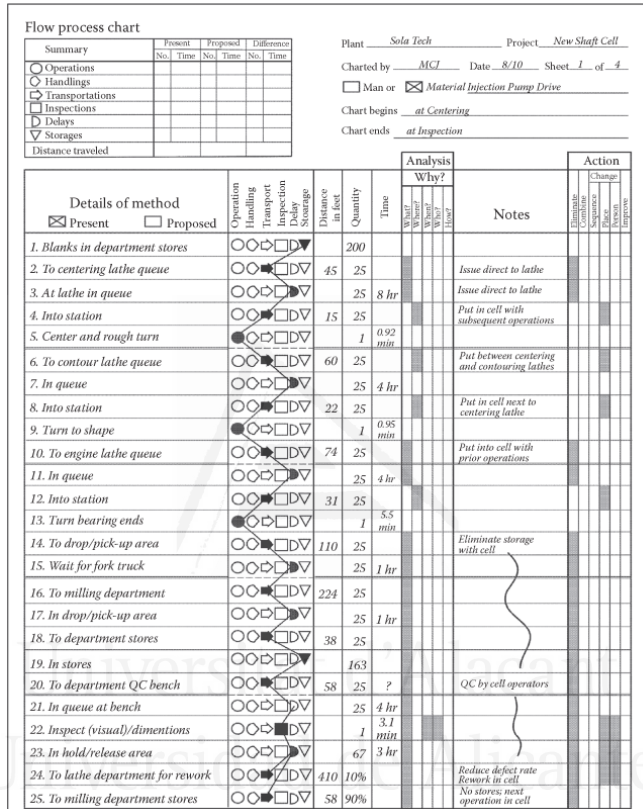 Flow process chart
Summary Present Proposed Difference
No. Time No. Time No. Time
Operations
Handlings
Transportations
Inspections
Delays
Storages
Distance traveled
Plant Sola Tech Project New Shaft Cell
Charted by MCJ Date 8/10 Sheet 1 of 4
Man or Material Injection Pump Drive
Chart begins at Centering
Chart ends at Inspection
Analysis Action
Why? Change
Details of method
Present Proposed
Operation Handling Transport Inspection Delay Stoarage
Distance in feet Quantity Time
What? Where? When? Who? How?
Notes
Eliminate Combine Sequence Place Person Improve
1. Blanks in department stores 200
2. To centering lathe queue 45 25 Issue direct to lathe
3. At lathe in queue 25 8 hr Issue direct to lathe
4. Into station 15 25 Put in cell with subsequent operations
5. Center and rough turn 1 0.92 min
6. To contour lathe queue 60 25 Put between centering and contouring lathes
7. In queue 25 4 hr
8. Into station 22 25 Put in cell next to centering lathe
9. Turn to shape 1 0.95 min
10. To engine lathe queue 74 25 Put into cell with prior operations
11. In queue 25 4 hr
12. Into station 31 25
13. Turn bearing ends 1 5.5 min
14. To drop/pick-up area 110 25 Eliminate storage with cell
15. Wait for fork truck 25 1 hr
16. To milling department 224 25
17. In drop/pick-up area 25 1 hr
18. To department stores 38 25
19. In stores 163
20. To department QC bench 58 25 ? QC by cell operators
21. In queue at bench 25 4 hr
22. Inspect (visual)/dimentions 1 3.1 min
23. In hold/release area 67 3 hr
24. To lathe department for rework 410 10% Reduce defect rate Rework in cell
25. To milling department stores 58 90% No stores; next operation in cell
Universitat d'Alacant
Universidad de Alicante